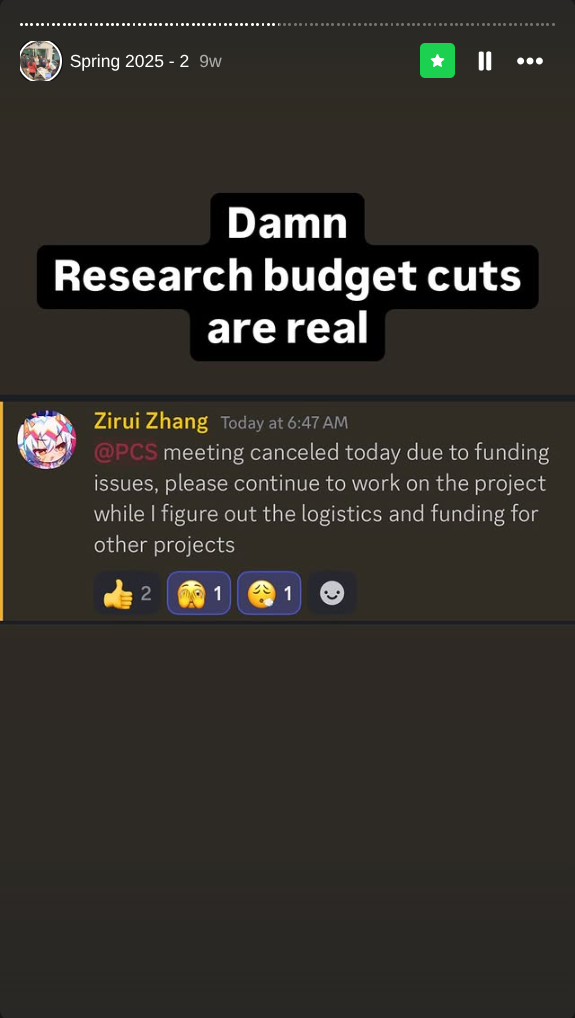 Spring 2025 - 2 9w
Damn
Research budget cuts
are real
Zirui Zhang Today at 6:47 AM
@PCS meeting canceled today due to funding
issues, please continue to work on the project
while I figure out the logistics and funding for
other projects
👍 2 🫣 1 😮‍💨 1